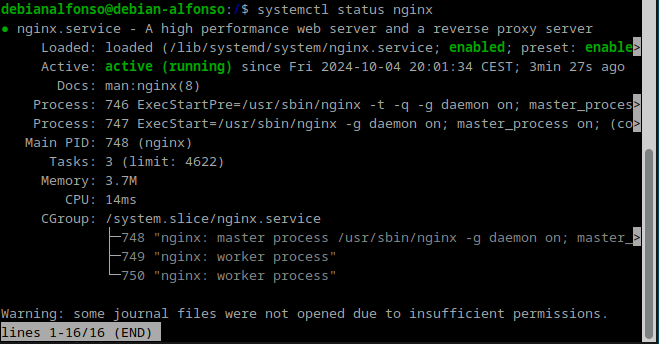 debianalfonso@debian-alfonso:/$ systemctl status nginx
● nginx.service - A high performance web server and a reverse proxy server
     Loaded: loaded (/lib/systemd/system/nginx.service; enabled; preset: enable>
     Active: active (running) since Fri 2024-10-04 20:01:34 CEST; 3min 27s ago
       Docs: man:nginx(8)
    Process: 746 ExecStartPre=/usr/sbin/nginx -t -q -g daemon on; master_proces>
    Process: 747 ExecStart=/usr/sbin/nginx -g daemon on; master_process on; (co>
   Main PID: 748 (nginx)
      Tasks: 3 (limit: 4622)
     Memory: 3.7M
        CPU: 14ms
     CGroup: /system.slice/nginx.service
             ├─748 "nginx: master process /usr/sbin/nginx -g daemon on; master_>
             ├─749 "nginx: worker process"
             └─750 "nginx: worker process"

Warning: some journal files were not opened due to insufficient permissions.
lines 1-16/16 (END)